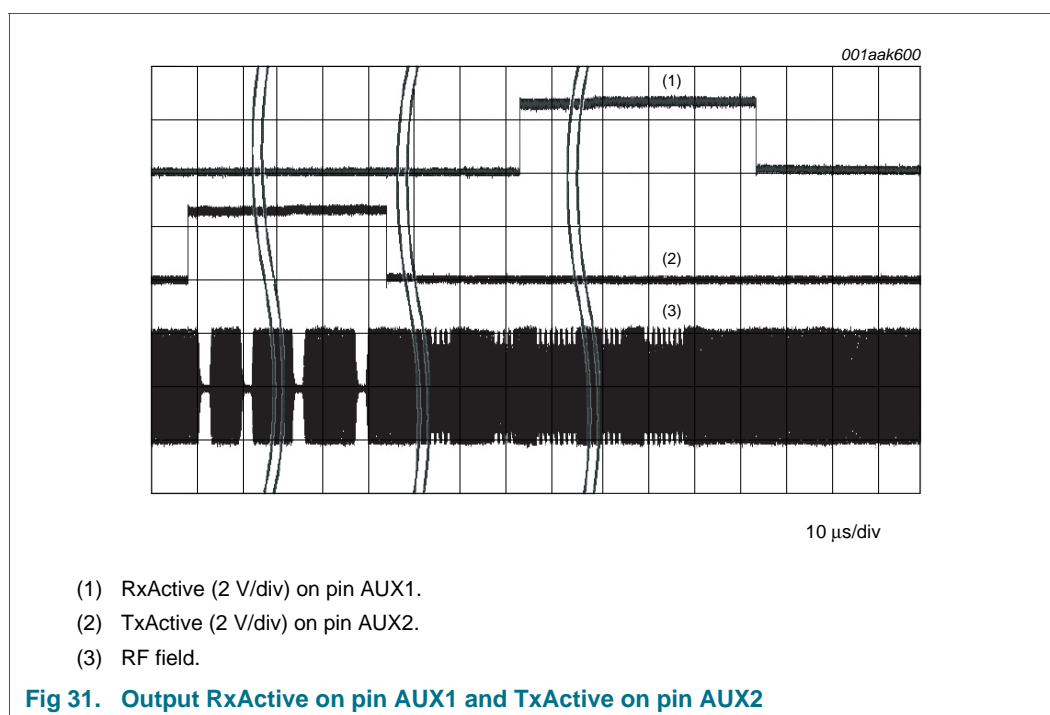 001aak600
(1)
(2)
(3)
10 μs/div
(1) RxActive (2 V/div) on pin AUX1.
(2) TxActive (2 V/div) on pin AUX2.
(3) RF field.
Fig 31. Output RxActive on pin AUX1 and TxActive on pin AUX2